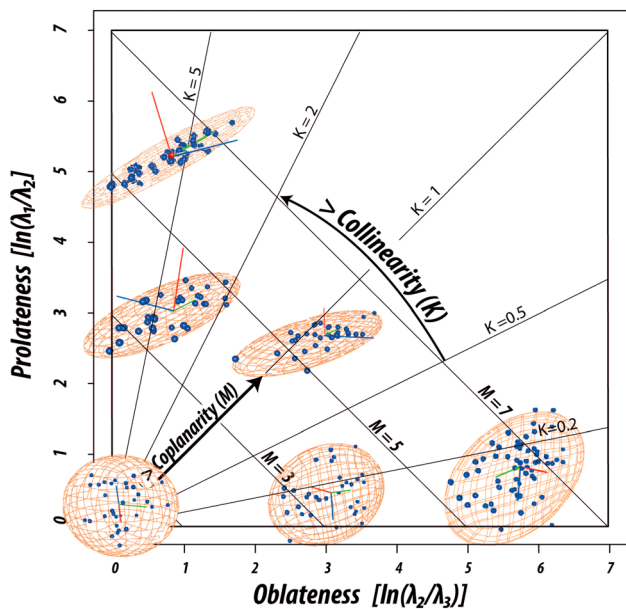 7
6
5
4
3
2
1
0
Prolateness [ln(λ₁/λ₂)]
K = 5
K = 2
K = 1
K = 0.5
K=0.2
> Collinearity (K)
> Coplanarity (M)
M = 3
M = 5
M = 7
0 1 2 3 4 5 6 7
Oblateness [ln(λ₂/λ₃)]